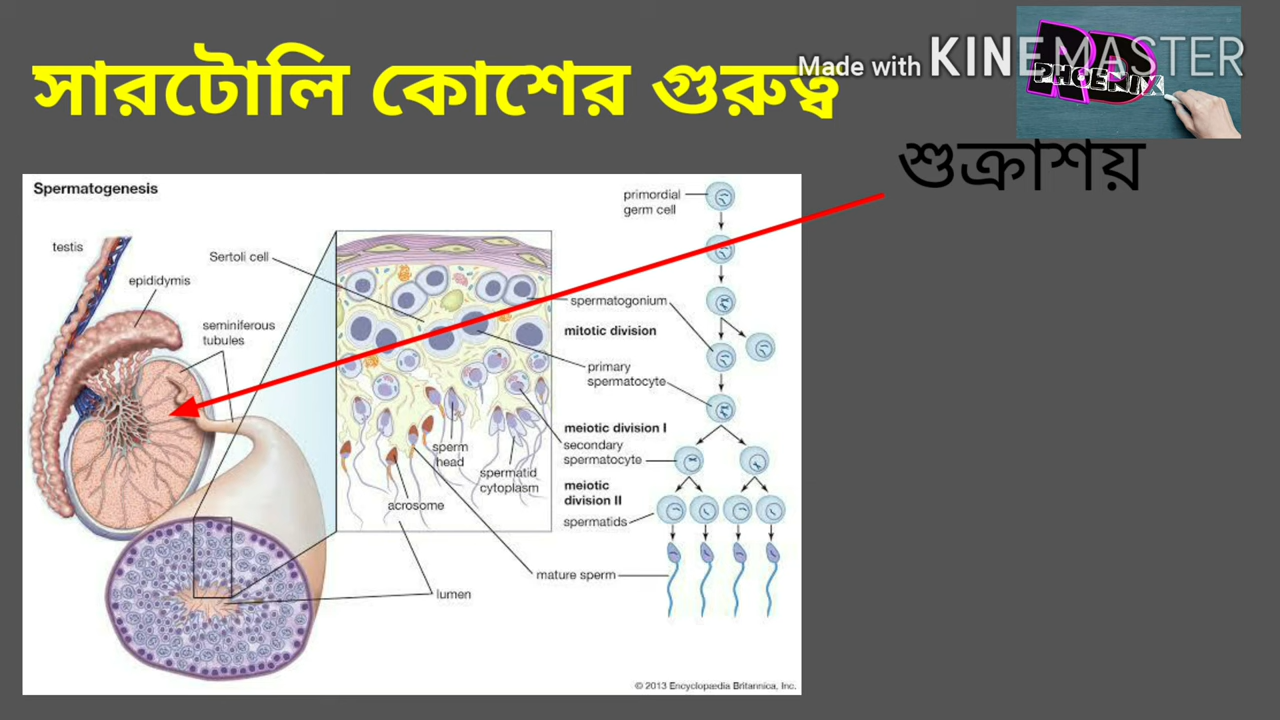 সারটোলি কোশের গুরুত্ব
Made with KINEMASTER
RD
PHOENIX
শুক্রাশয়
Spermatogenesis
testis
epididymis
seminiferous
tubules
Sertoli cell
sperm
head
spermatid
cytoplasm
acrosome
lumen
primordial
germ cell
spermatogonium
mitotic division
primary
spermatocyte
meiotic division I
secondary
spermatocyte
meiotic
division II
spermatids
mature sperm
© 2013 Encyclopædia Britannica, Inc.